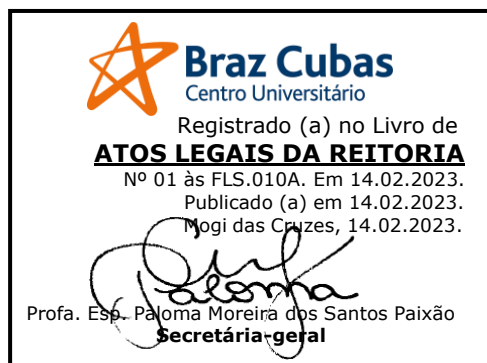 Braz Cubas
Centro Universitário
Registrado (a) no Livro de
ATOS LEGAIS DA REITORIA
Nº 01 às FLS.010A. Em 14.02.2023.
Publicado (a) em 14.02.2023.
Mogi das Cruzes, 14.02.2023.
Paloma
Profa. Esp. Paloma Moreira dos Santos Paixão
Secretária-geral